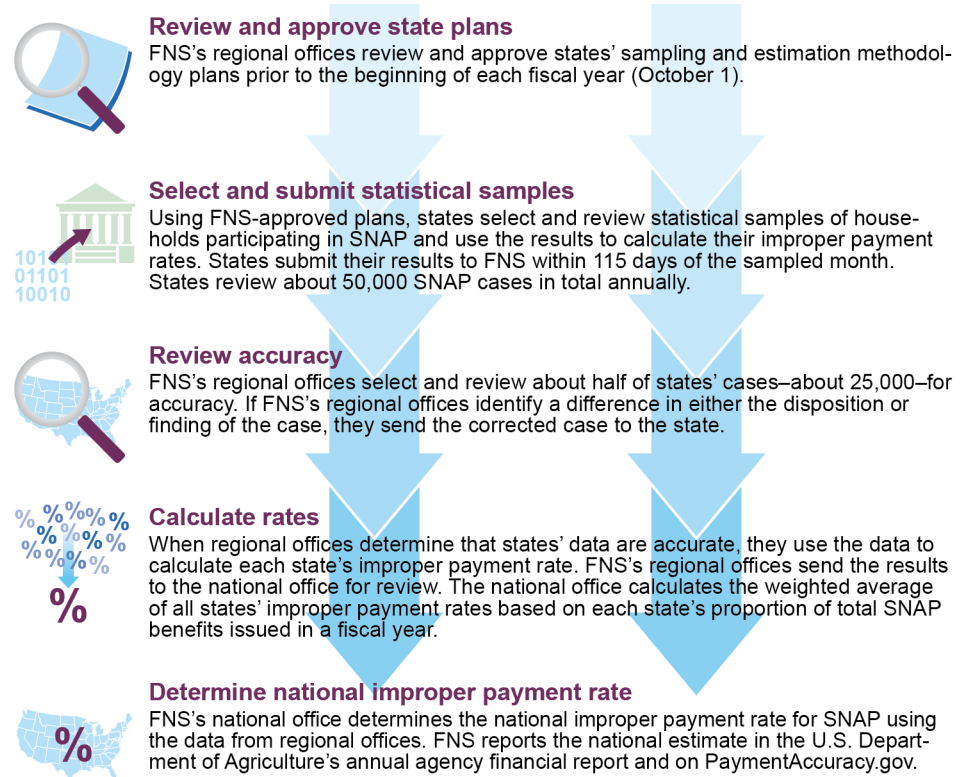 Review and approve state plans
FNS's regional offices review and approve states' sampling and estimation methodol-
ogy plans prior to the beginning of each fiscal year (October 1).
Select and submit statistical samples
Using FNS-approved plans, states select and review statistical samples of house-
holds participating in SNAP and use the results to calculate their improper payment
rates. States submit their results to FNS within 115 days of the sampled month.
States review about 50,000 SNAP cases in total annually.
01101
10010
Review accuracy
FNS's regional offices select and review about half of states' cases–about 25,000–for
accuracy. If FNS's regional offices identify a difference in either the disposition or
finding of the case, they send the corrected case to the state.
% % % % % % % % % % % % %
%
Calculate rates
When regional offices determine that states' data are accurate, they use the data to
calculate each state's improper payment rate. FNS's regional offices send the results
to the national office for review. The national office calculates the weighted average
of all states' improper payment rates based on each state's proportion of total SNAP
benefits issued in a fiscal year.
%
Determine national improper payment rate
FNS's national office determines the national improper payment rate for SNAP using
the data from regional offices. FNS reports the national estimate in the U.S. Depart-
ment of Agriculture's annual agency financial report and on PaymentAccuracy.gov.